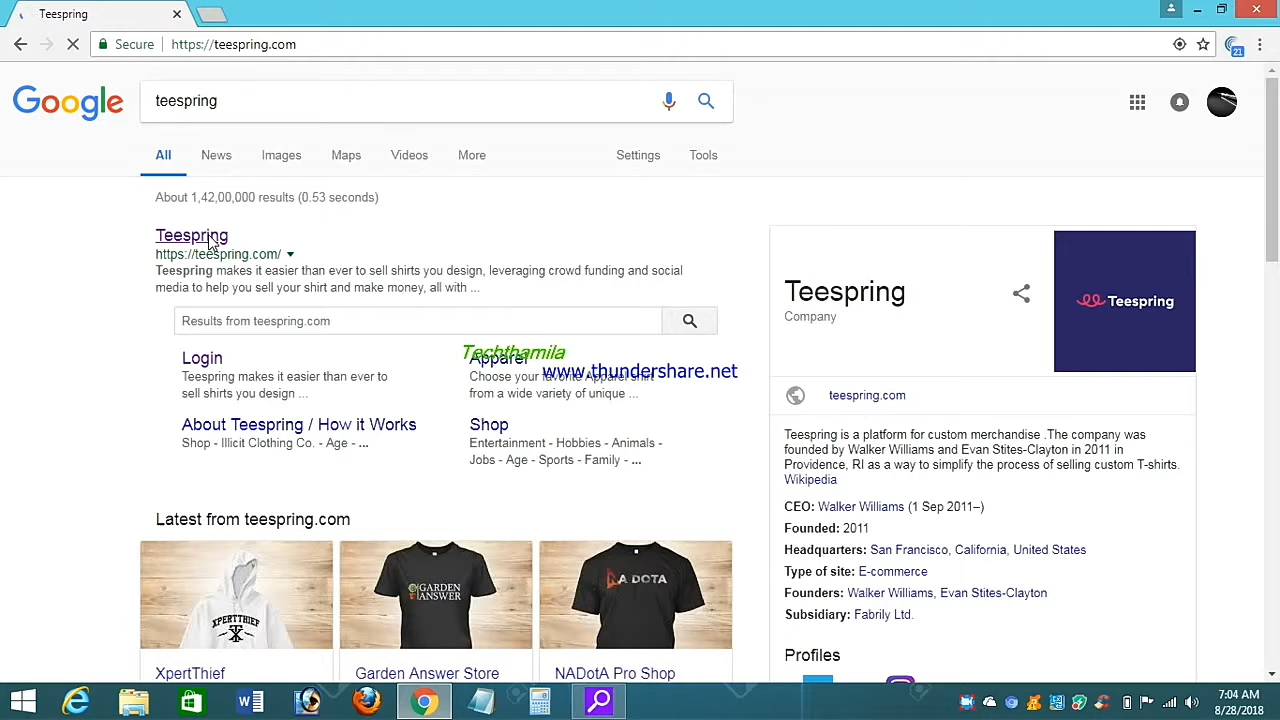 Teespring
Secure
https://teespring.com
21
Google
teespring
All
News
Images
Maps
Videos
More
Settings
Tools
About 1,42,00,000 results (0.53 seconds)
Teespring
https://teespring.com/
Teespring makes it easier than ever to sell shirts you design, leveraging crowd funding and social
media to help you sell your shirt and make money, all with ...
Results from teespring.com
Login
Teespring makes it easier than ever to
sell shirts you design ...
Techthamila
www.thundershare.net
Apparel
Choose your favorite Apparel shirt
from a wide variety of unique ...
About Teespring / How it Works
Shop - Illicit Clothing Co. - Age - ...
Shop
Entertainment - Hobbies - Animals -
Jobs - Age - Sports - Family - ...
Latest from teespring.com
XPERTTHIEF
GARDEN
ANSWER
NA DOTA
XpertThief
Garden Answer Store
NADotA Pro Shop
Teespring
Company
Teespring
teespring.com
Teespring is a platform for custom merchandise .The company was
founded by Walker Williams and Evan Stites-Clayton in 2011 in
Providence, RI as a way to simplify the process of selling custom T-shirts.
Wikipedia
CEO: Walker Williams (1 Sep 2011–)
Founded: 2011
Headquarters: San Francisco, California, United States
Type of site: E-commerce
Founders: Walker Williams, Evan Stites-Clayton
Subsidiary: Fabrily Ltd.
Profiles
7:04 AM
8/28/2018